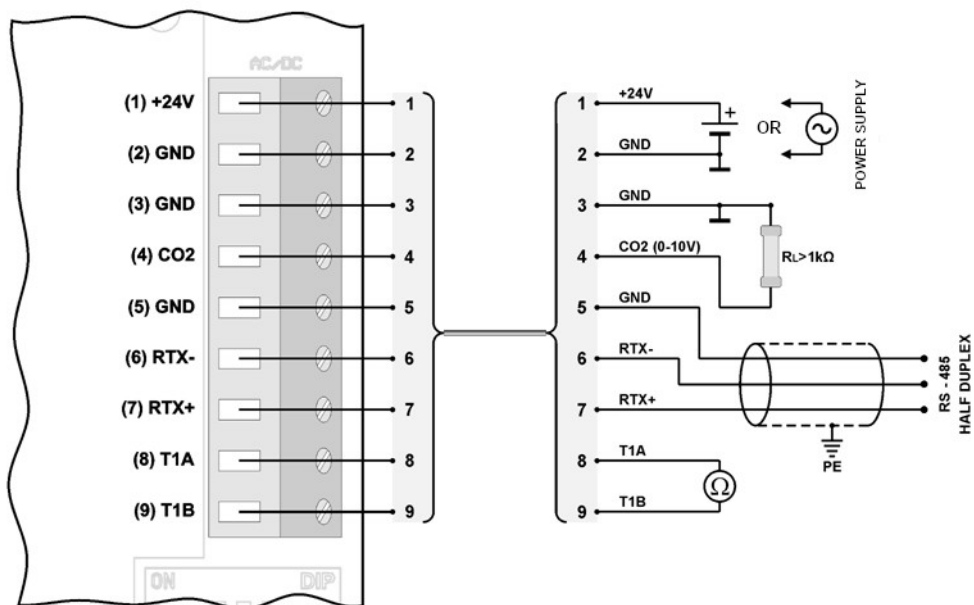 AC/DC
(1) +24V
(2) GND
(3) GND
(4) CO2
(5) GND
(6) RTX-
(7) RTX+
(8) T1A
(9) T1B
ON DIP
1
2
3
4
5
6
7
8
9
1 +24V
2 GND
3 GND
4 CO2 (0-10V)
5 GND
6 RTX-
7 RTX+
8 T1A
9 T1B
+
OR
POWER SUPPLY
RL>1kΩ
RS - 485
HALF DUPLEX
PE
Ω